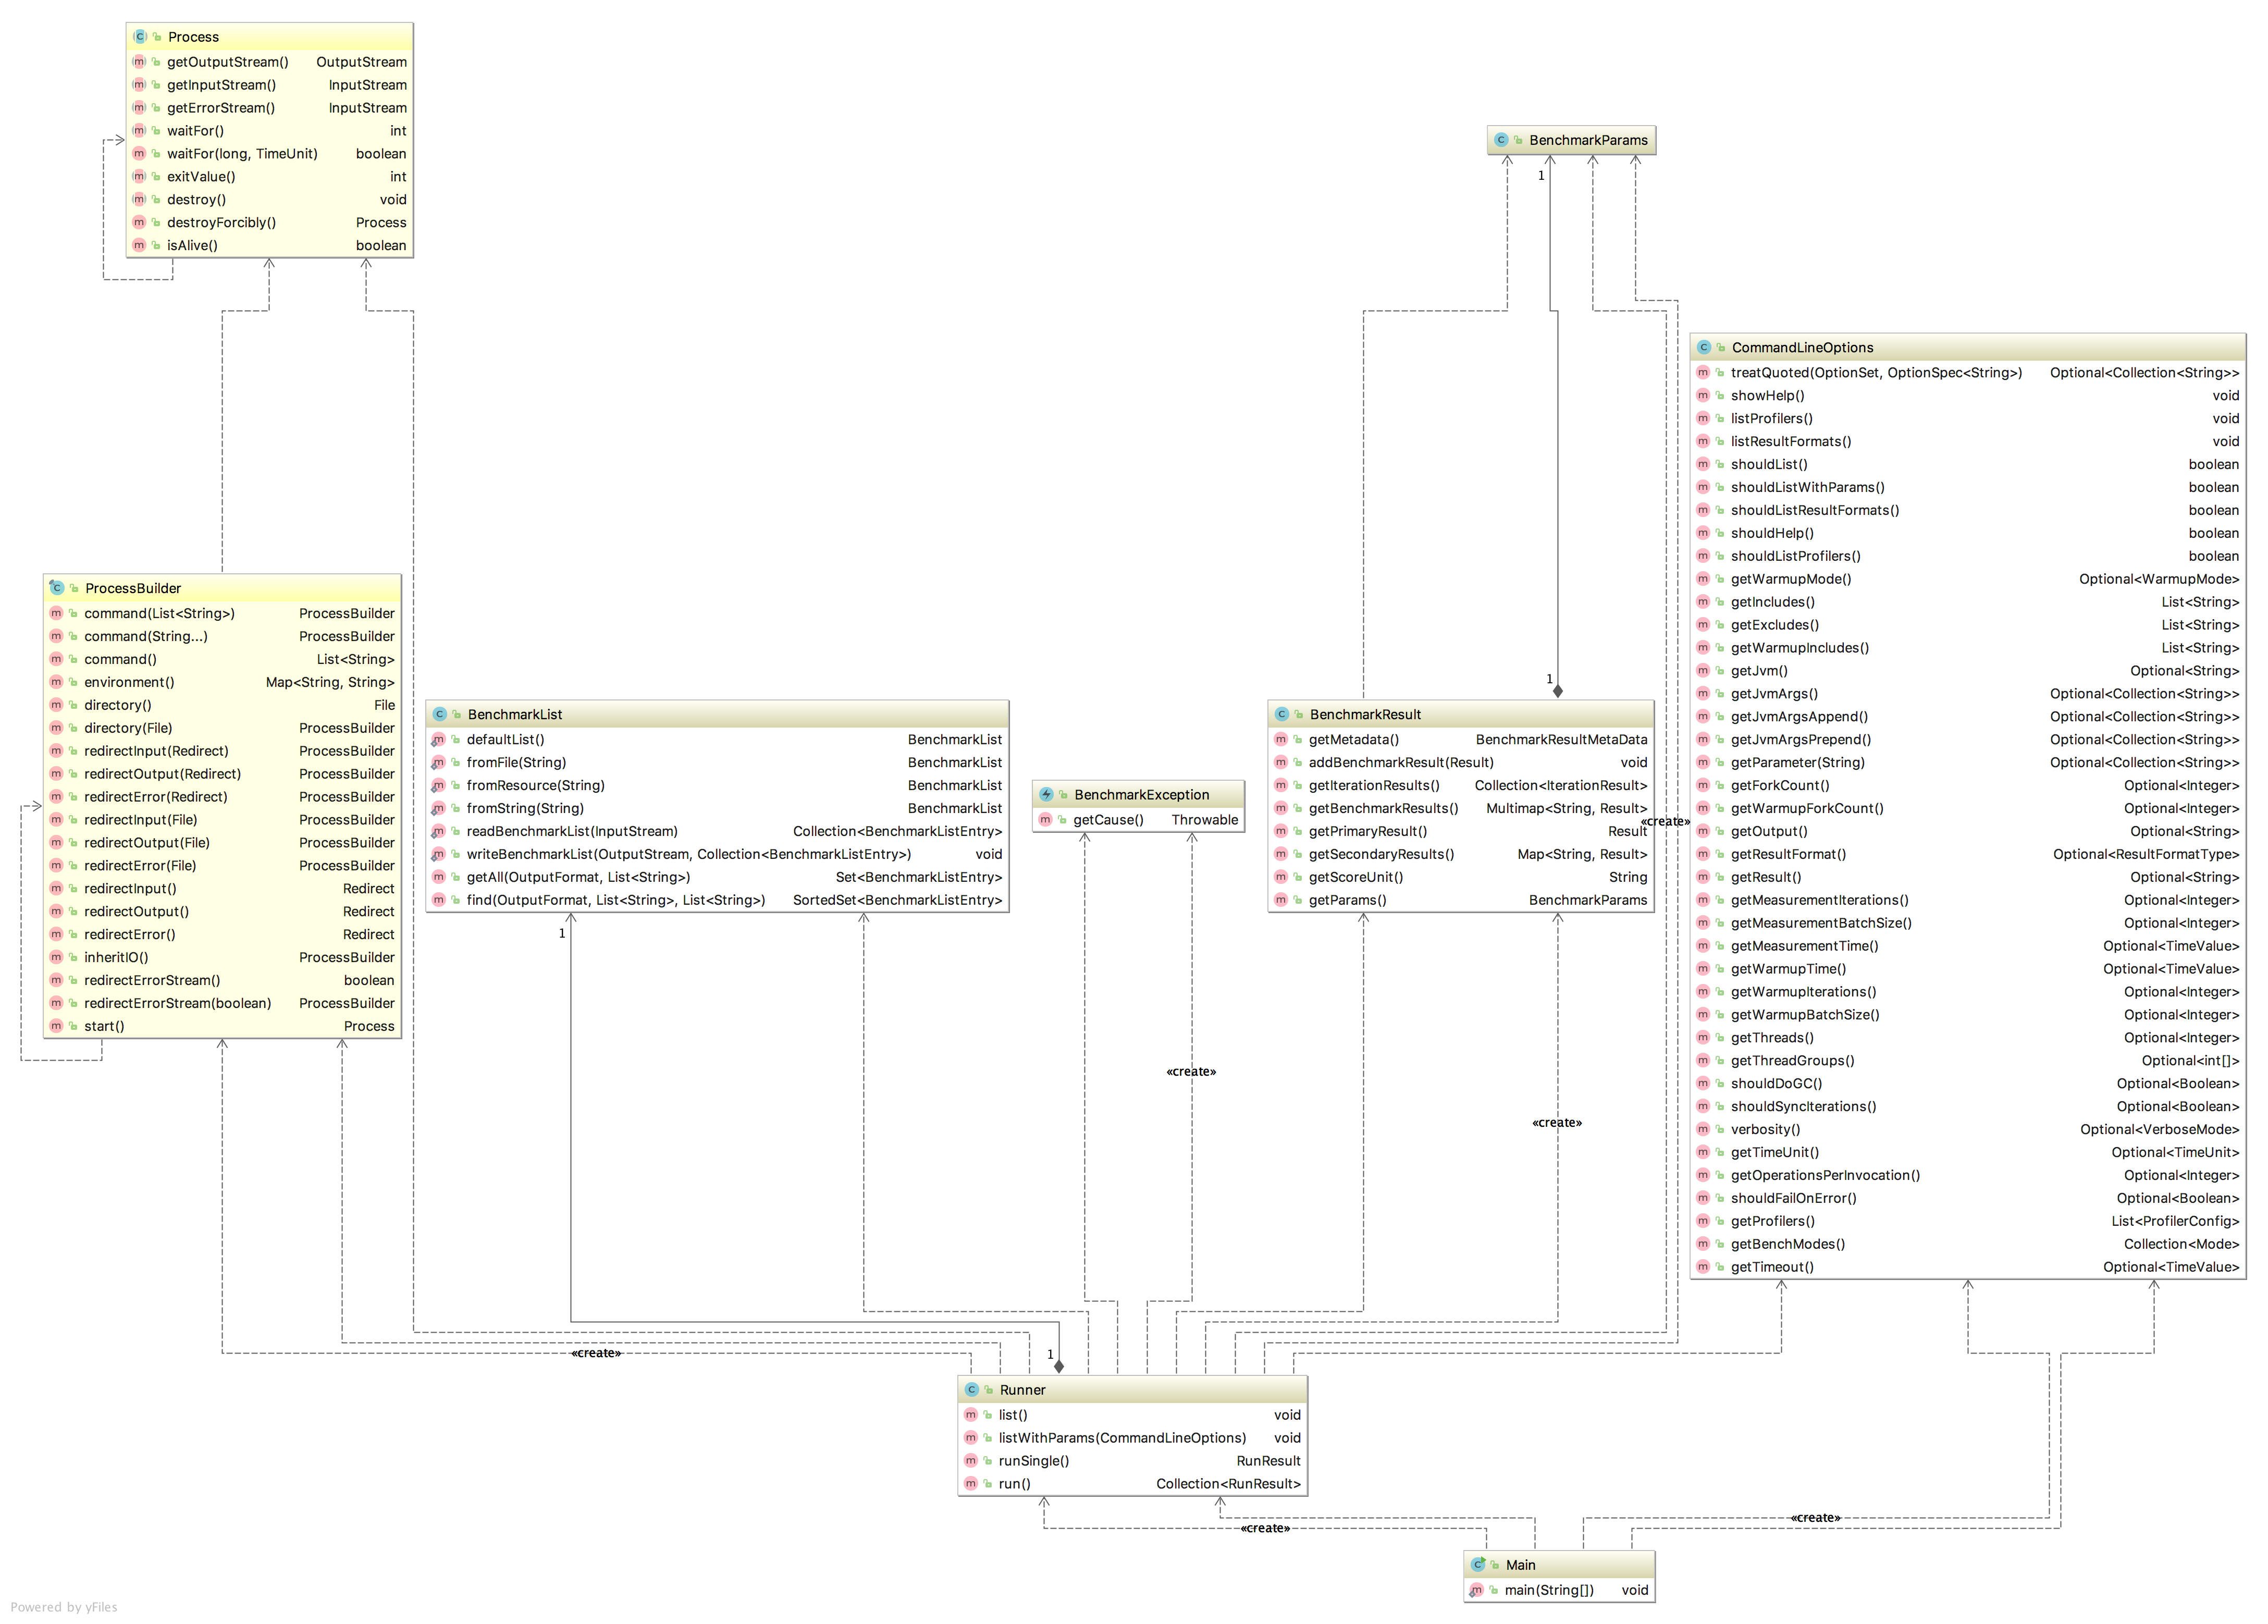 Process
getOutputStream() OutputStream
getInputStream() InputStream
getErrorStream() InputStream
waitFor() int
waitFor(long, TimeUnit) boolean
exitValue() int
destroy() void
destroyForcibly() Process
isAlive() boolean
BenchmarkParams
1
CommandLineOptions
treatQuoted(OptionSet, OptionSpec<String>) Optional<Collection<String>>
showHelp() void
listProfilers() void
listResultFormats() void
shouldList() boolean
shouldListWithParams() boolean
shouldListResultFormats() boolean
shouldHelp() boolean
shouldListProfilers() boolean
getWarmupMode() Optional<WarmupMode>
getIncludes() List<String>
getExcludes() List<String>
getWarmupIncludes() List<String>
getJvm() Optional<String>
getJvmArgs() Optional<Collection<String>>
getJvmArgsAppend() Optional<Collection<String>>
getJvmArgsPrepend() Optional<Collection<String>>
getParameter(String) Optional<Collection<String>>
getForkCount() Optional<Integer>
getWarmupForkCount() Optional<Integer>
getOutput() Optional<String>
getResultFormat() Optional<ResultFormatType>
getResult() Optional<String>
getMeasurementIterations() Optional<Integer>
getMeasurementBatchSize() Optional<Integer>
getMeasurementTime() Optional<TimeValue>
getWarmupTime() Optional<TimeValue>
getWarmupIterations() Optional<Integer>
getWarmupBatchSize() Optional<Integer>
getThreads() Optional<Integer>
getThreadGroups() Optional<int[]>
shouldDoGC() Optional<Boolean>
shouldSyncIterations() Optional<Boolean>
verbosity() Optional<VerboseMode>
getTimeUnit() Optional<TimeUnit>
getOperationsPerInvocation() Optional<Integer>
shouldFailOnError() Optional<Boolean>
getProfilers() List<ProfilerConfig>
getBenchModes() Collection<Mode>
getTimeout() Optional<TimeValue>
ProcessBuilder
command(List<String>) ProcessBuilder
command(String...) ProcessBuilder
command() List<String>
environment() Map<String, String>
directory() File
directory(File) ProcessBuilder
redirectInput(Redirect) ProcessBuilder
redirectOutput(Redirect) ProcessBuilder
redirectError(Redirect) ProcessBuilder
redirectInput(File) ProcessBuilder
redirectOutput(File) ProcessBuilder
redirectError(File) ProcessBuilder
redirectInput() Redirect
redirectOutput() Redirect
redirectError() Redirect
inheritIO() ProcessBuilder
redirectErrorStream() boolean
redirectErrorStream(boolean) ProcessBuilder
start() Process
BenchmarkList
defaultList() BenchmarkList
fromFile(String) BenchmarkList
fromResource(String) BenchmarkList
fromString(String) BenchmarkList
readBenchmarkList(InputStream) Collection<BenchmarkListEntry>
writeBenchmarkList(OutputStream, Collection<BenchmarkListEntry>) void
getAll(OutputFormat, List<String>) Set<BenchmarkListEntry>
find(OutputFormat, List<String>, List<String>) SortedSet<BenchmarkListEntry>
1
BenchmarkException
getCause() Throwable
1
BenchmarkResult
getMetadata() BenchmarkResultMetaData
addBenchmarkResult(Result) void
getIterationResults() Collection<IterationResult>
getBenchmarkResults() Multimap<String, Result>
getPrimaryResult() Result
getSecondaryResults() Map<String, Result>
getScoreUnit() String
getParams() BenchmarkParams
«create»
«create»
«create»
«create»
1
Runner
list() void
listWithParams(CommandLineOptions) void
runSingle() RunResult
run() Collection<RunResult>
«create»
«create»
Main
main(String[]) void
Powered by yFiles